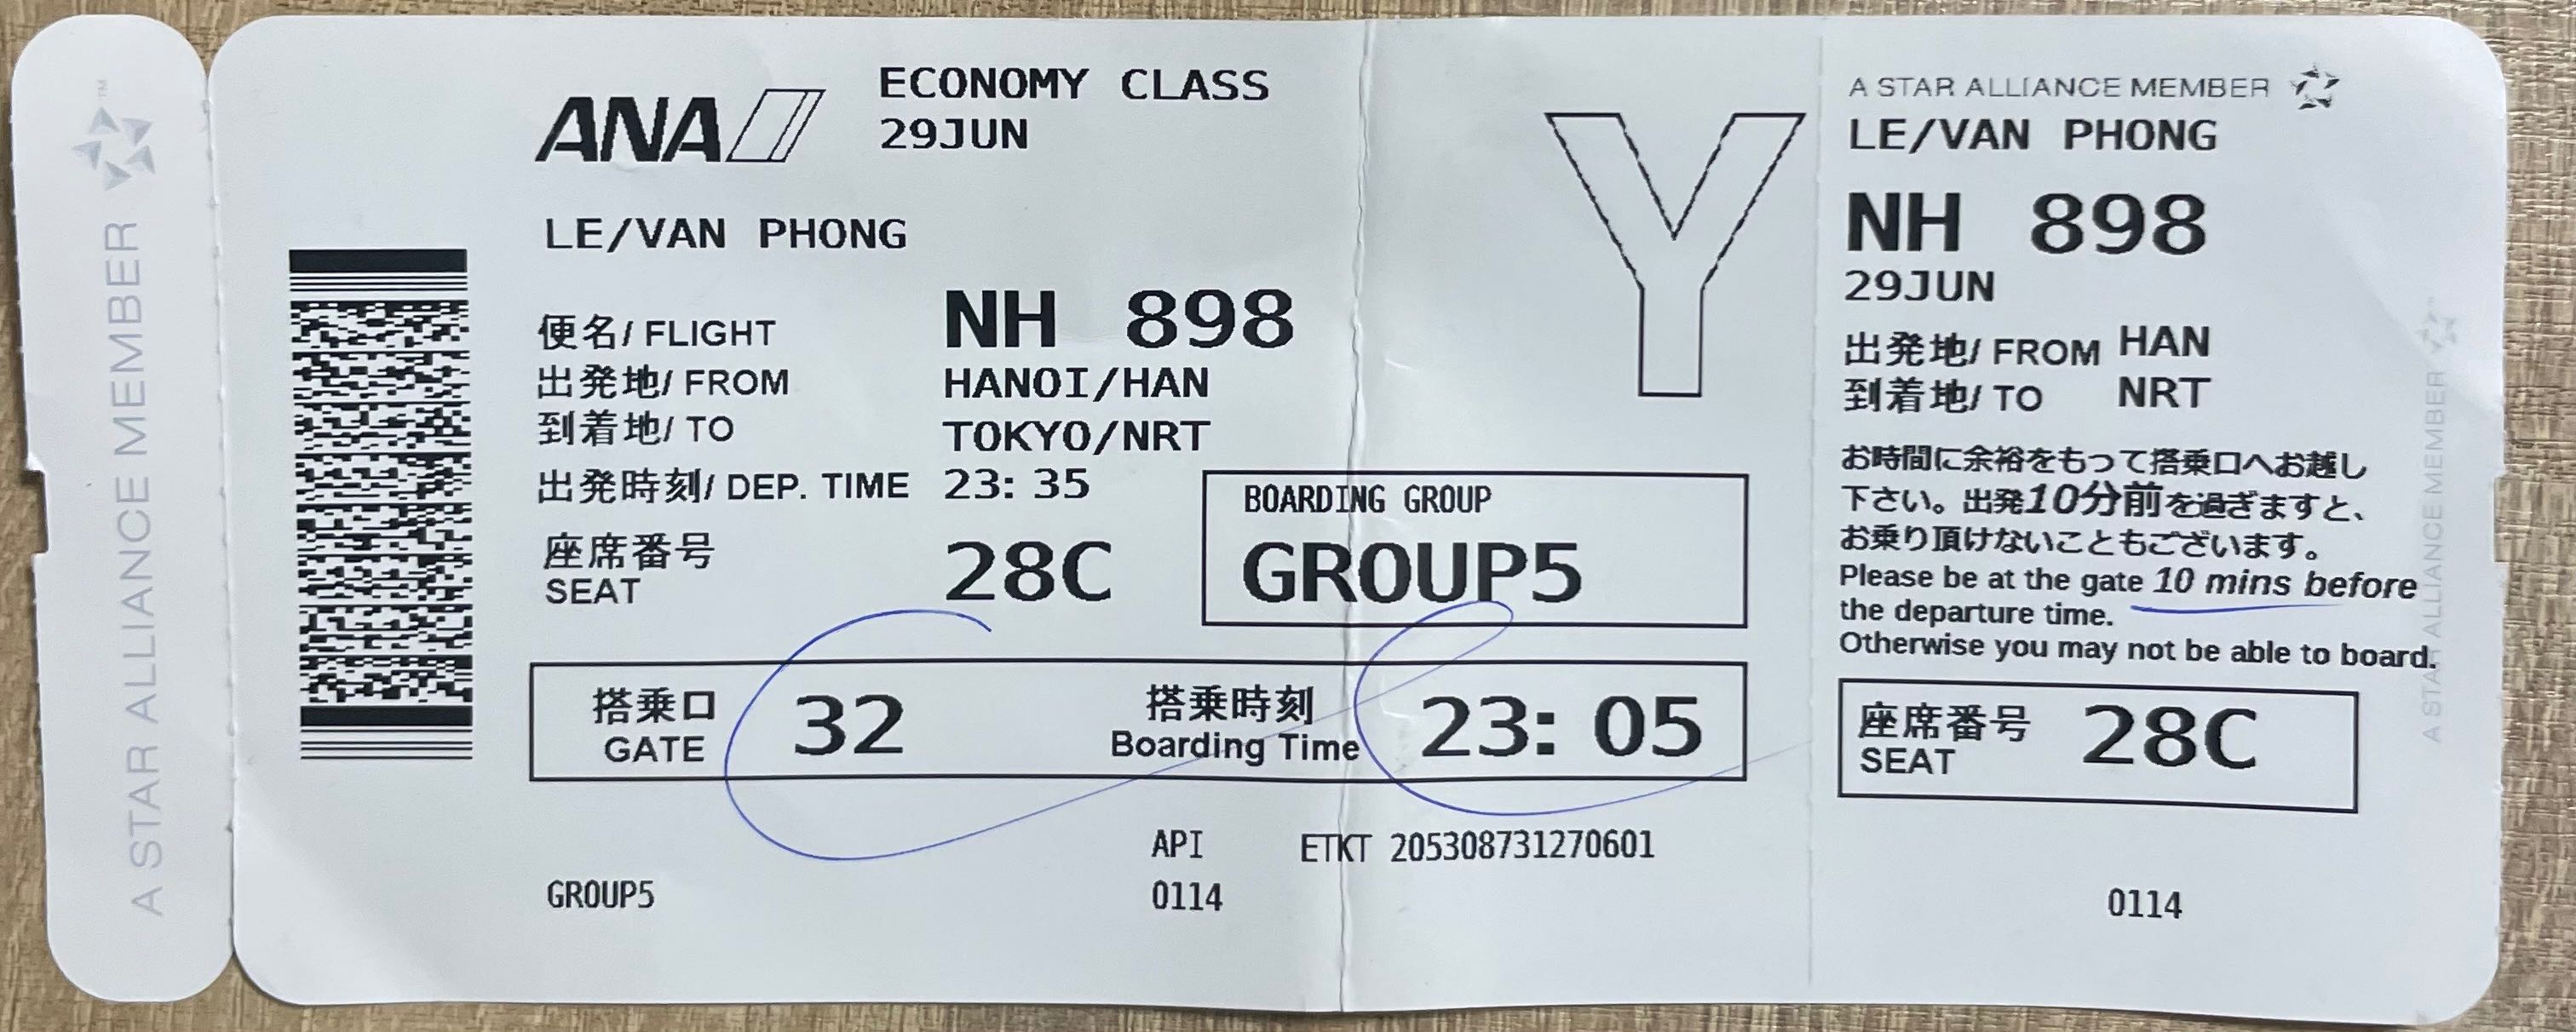 A STAR ALLIANCE MEMBER™
ANA
ECONOMY CLASS
29JUN
LE/VAN PHONG
便名/ FLIGHT NH 898
出発地/ FROM HANOI/HAN
到着地/ TO TOKYO/NRT
出発時刻/ DEP. TIME 23: 35
座席番号
SEAT
28C
BOARDING GROUP
GROUP5
搭乗口
GATE
32
搭乗時刻
Boarding Time
23: 05
API ETKT 205308731270601
GROUP5 0114
Y
A STAR ALLIANCE MEMBER
LE/VAN PHONG
NH 898
29JUN
出発地/ FROM HAN
到着地/ TO NRT
お時間に余裕をもって搭乗口へお越し
下さい。出発10分前を過ぎますと、
お乗り頂けないこともございます。
Please be at the gate 10 mins before
the departure time.
Otherwise you may not be able to board.
座席番号
SEAT
28C
0114
A STAR ALLIANCE MEMBER